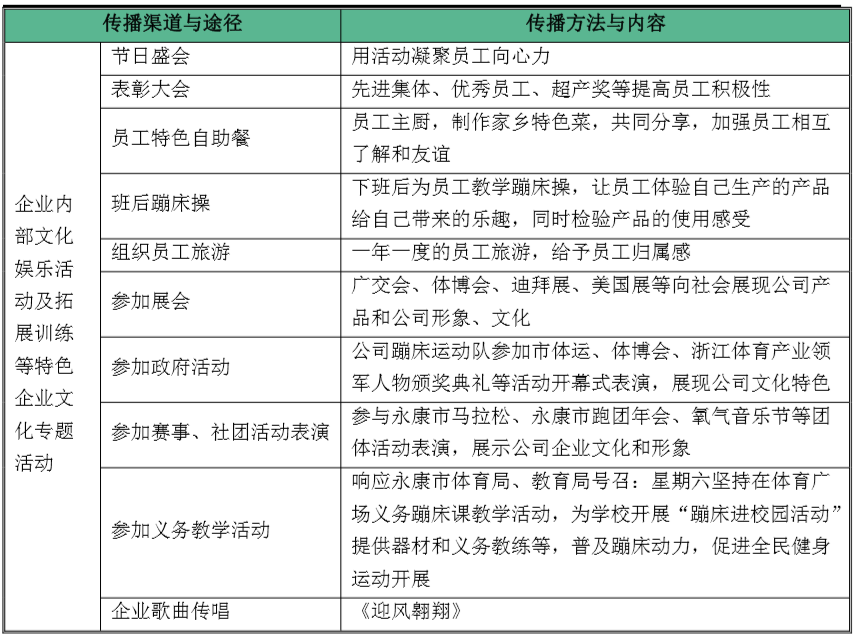 传播渠道与途径
传播方法与内容
企业内
部文化
娱乐活
动及拓
展训练
等特色
企业文
化专题
活动
节日盛会
用活动凝聚员工向心力
表彰大会
先进集体、优秀员工、超产奖等提高员工积极性
员工特色自助餐
员工主厨，制作家乡特色菜，共同分享，加强员工相互
了解和友谊
班后蹦床操
下班后为员工教学蹦床操，让员工体验自己生产的产品
给自己带来的乐趣，同时检验产品的使用感受
组织员工旅游
一年一度的员工旅游，给予员工归属感
参加展会
广交会、体博会、迪拜展、美国展等向社会展现公司产
品和公司形象、文化
参加政府活动
公司蹦床运动队参加市体运、体博会、浙江体育产业领
军人物颁奖典礼等活动开幕式表演，展现公司文化特色
参加赛事、社团活动表演
参与永康市马拉松、永康市跑团年会、氧气音乐节等团
体活动表演，展示公司企业文化和形象
参加义务教学活动
响应永康市体育局、教育局号召：星期六坚持在体育广
场义务蹦床课教学活动，为学校开展“蹦床进校园活动”
提供器材和义务教练等，普及蹦床动力，促进全民健身
运动开展
企业歌曲传唱
《迎风翱翔》